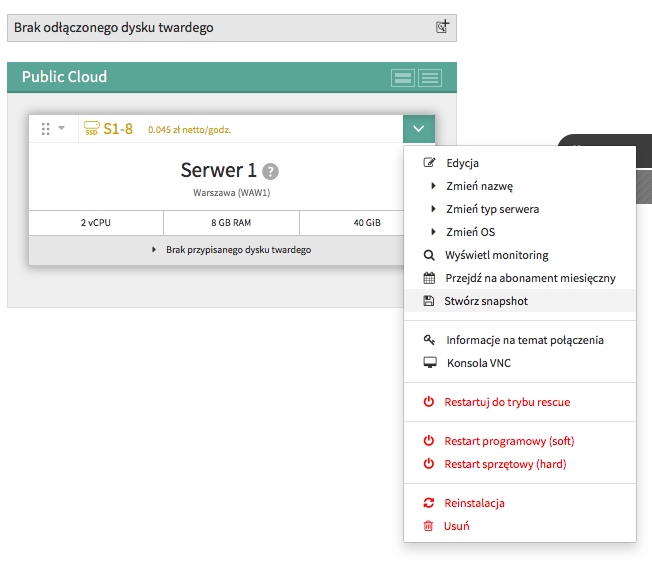 Brak odłączonego dysku twardego
Public Cloud
SSD S1-8 0.045 zł netto/godz.
Serwer 1 ?
Warszawa (WAW1)
2 vCPU 8 GB RAM 40 GiB
Brak przypisanego dysku twardego
Edycja
Zmień nazwę
Zmień typ serwera
Zmień OS
Wyświetl monitoring
Przejdź na abonament miesięczny
Stwórz snapshot
Informacje na temat połączenia
Konsola VNC
Restartuj do trybu rescue
Restart programowy (soft)
Restart sprzętowy (hard)
Reinstalacja
Usuń